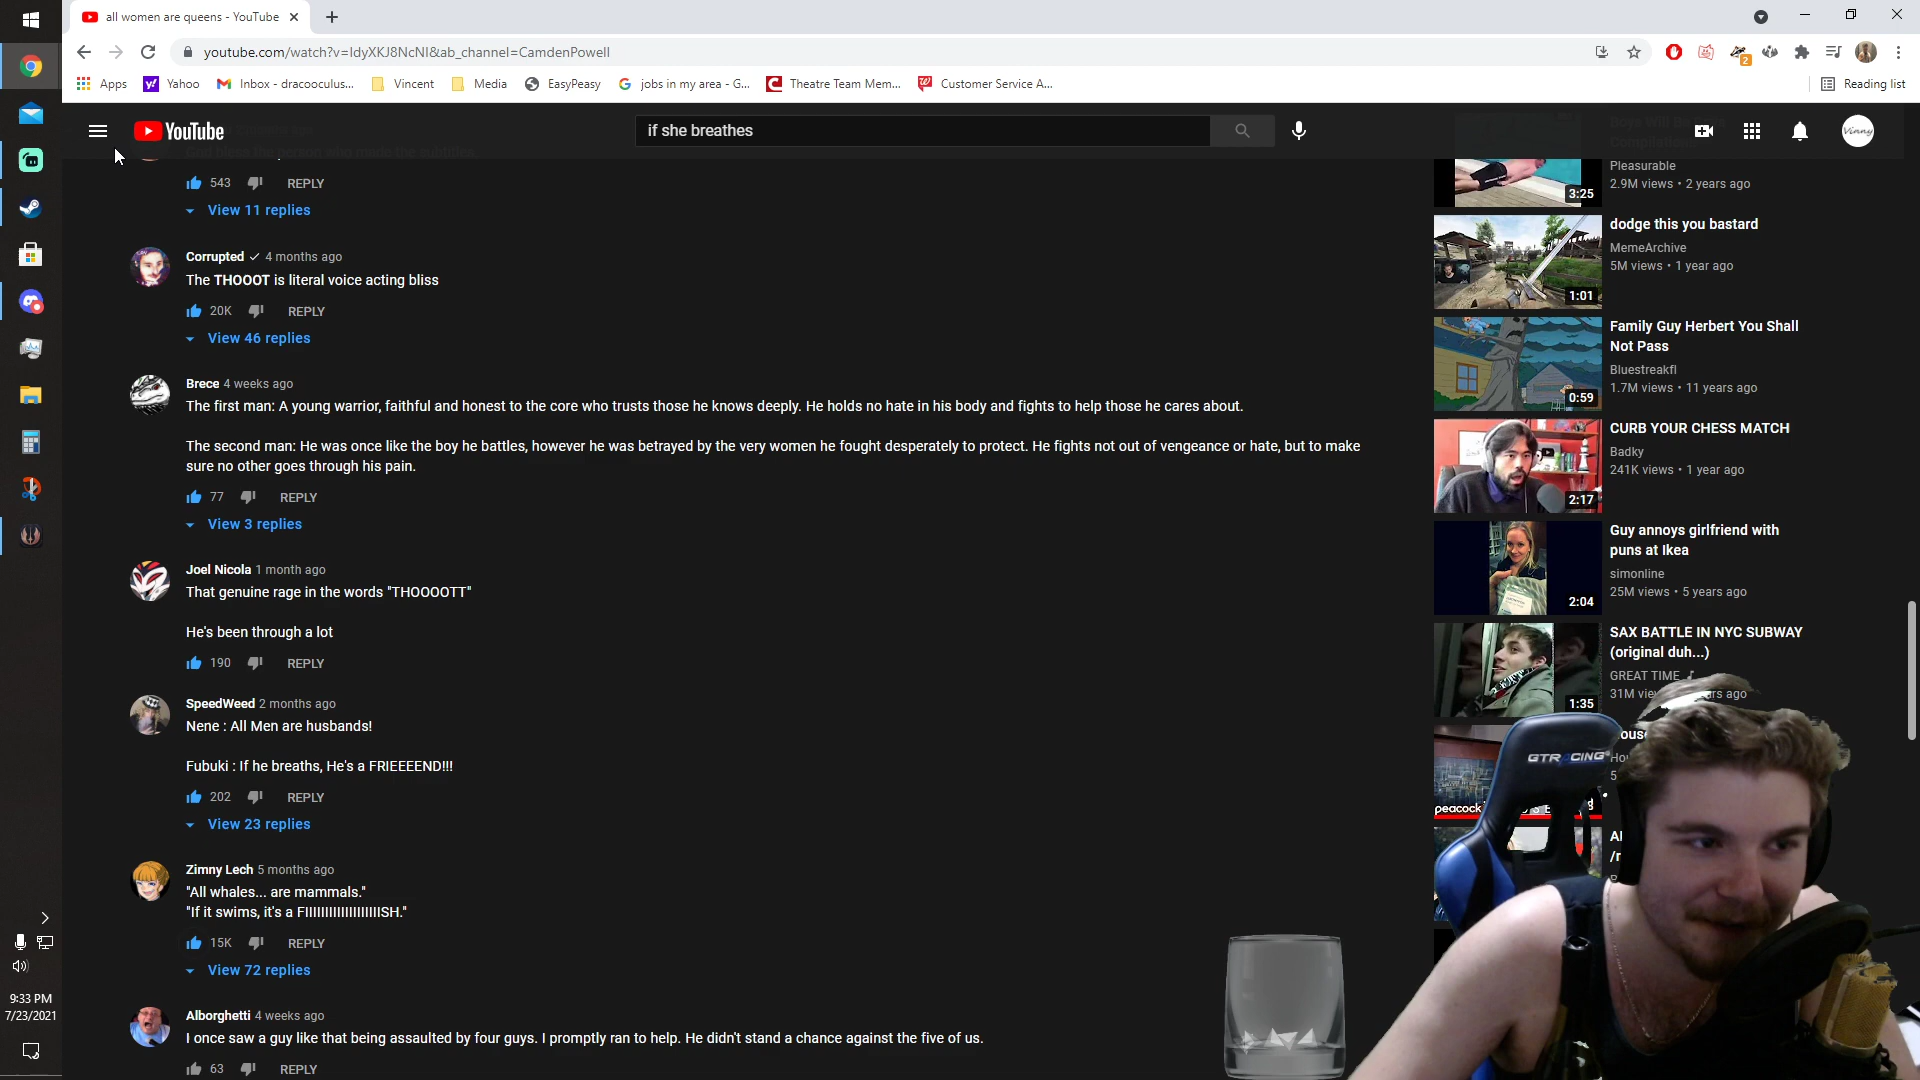 all women are queens - YouTube
youtube.com/watch?v=IdyXKJ8NcNI&ab_channel=CamdenPowell
2
Apps
Yahoo
Inbox - dracooculus...
Vincent
Media
EasyPeasy
jobs in my area - G...
Theatre Team Mem...
Customer Service A...
Reading list
YouTube
if she breathes
Vinny
543
REPLY
View 11 replies
Corrupted 4 months ago
The THOOOT is literal voice acting bliss
20K
REPLY
View 46 replies
Brece 4 weeks ago
The first man: A young warrior, faithful and honest to the core who trusts those he knows deeply. He holds no hate in his body and fights to help those he cares about.
The second man: He was once like the boy he battles, however he was betrayed by the very women he fought desperately to protect. He fights not out of vengeance or hate, but to make
sure no other goes through his pain.
77
REPLY
View 3 replies
Joel Nicola 1 month ago
That genuine rage in the words "THOOOOTT"
He's been through a lot
190
REPLY
SpeedWeed 2 months ago
Nene : All Men are husbands!
Fubuki : If he breaths, He's a FRIEEEEND!!!
202
REPLY
View 23 replies
Zimny Lech 5 months ago
"All whales... are mammals."
"If it swims, it's a FIIIIIIIIIIIIIIIIIISH."
15K
REPLY
View 72 replies
Alborghetti 4 weeks ago
I once saw a guy like that being assaulted by four guys. I promptly ran to help. He didn't stand a chance against the five of us.
63
REPLY
Pleasurable
2.9M views • 2 years ago
3:25
dodge this you bastard
MemeArchive
5M views • 1 year ago
1:01
Family Guy Herbert You Shall
Not Pass
Bluestreakfl
1.7M views • 11 years ago
0:59
CURB YOUR CHESS MATCH
Badky
241K views • 1 year ago
2:17
Guy annoys girlfriend with
puns at Ikea
simonline
25M views • 5 years ago
2:04
SAX BATTLE IN NYC SUBWAY
(original duh...)
GREAT TIME
31M
ago
1:35
peacock
GTRACING
9:33 PM
7/23/2021